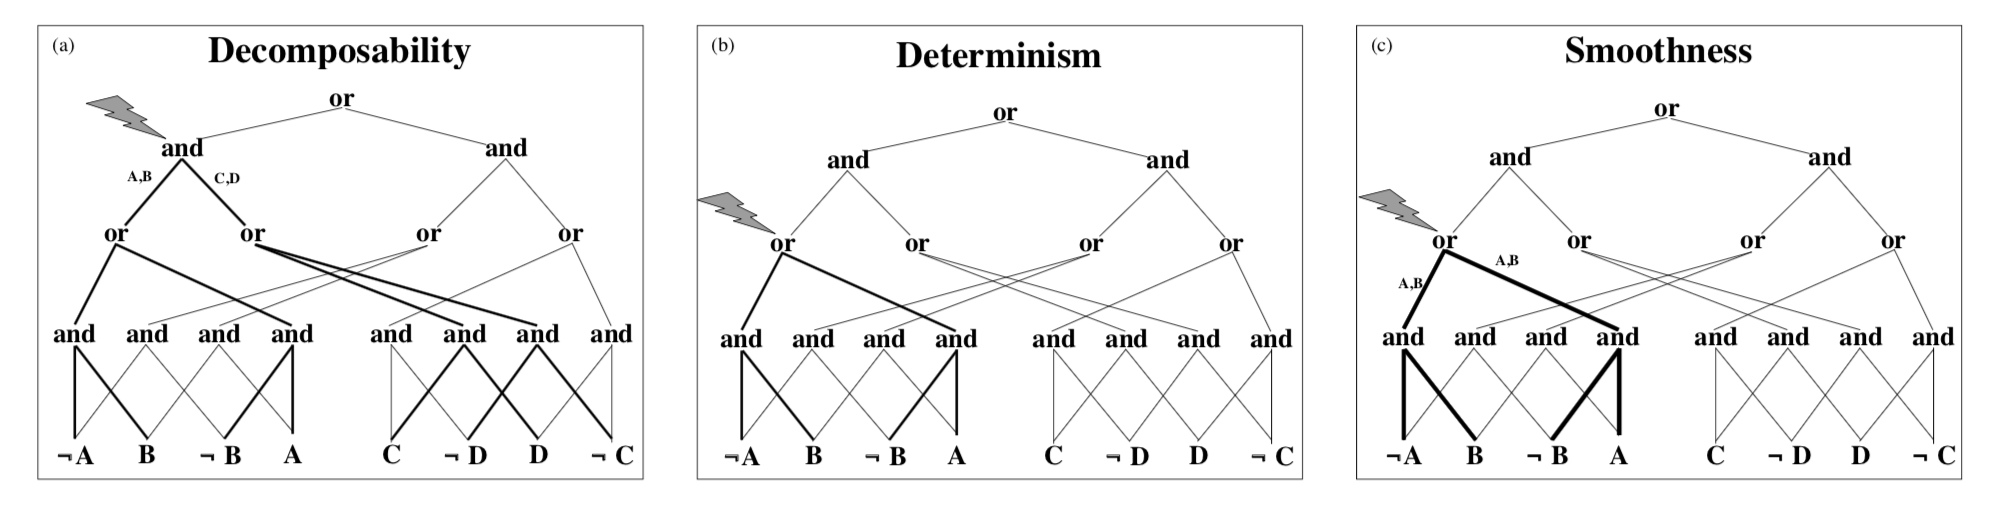 (a) Decomposability
or
and and
A,B C,D
or or or or
and and and and and and and and
¬A B ¬ B A C ¬ D D ¬ C
(b) Determinism
or
and and
or or or or
and and and and and and and and
¬A B ¬ B A C ¬ D D ¬ C
(c) Smoothness
or
and and
or or or or
A,B A,B
and and and and and and and and
¬A B ¬ B A C ¬ D D ¬ C